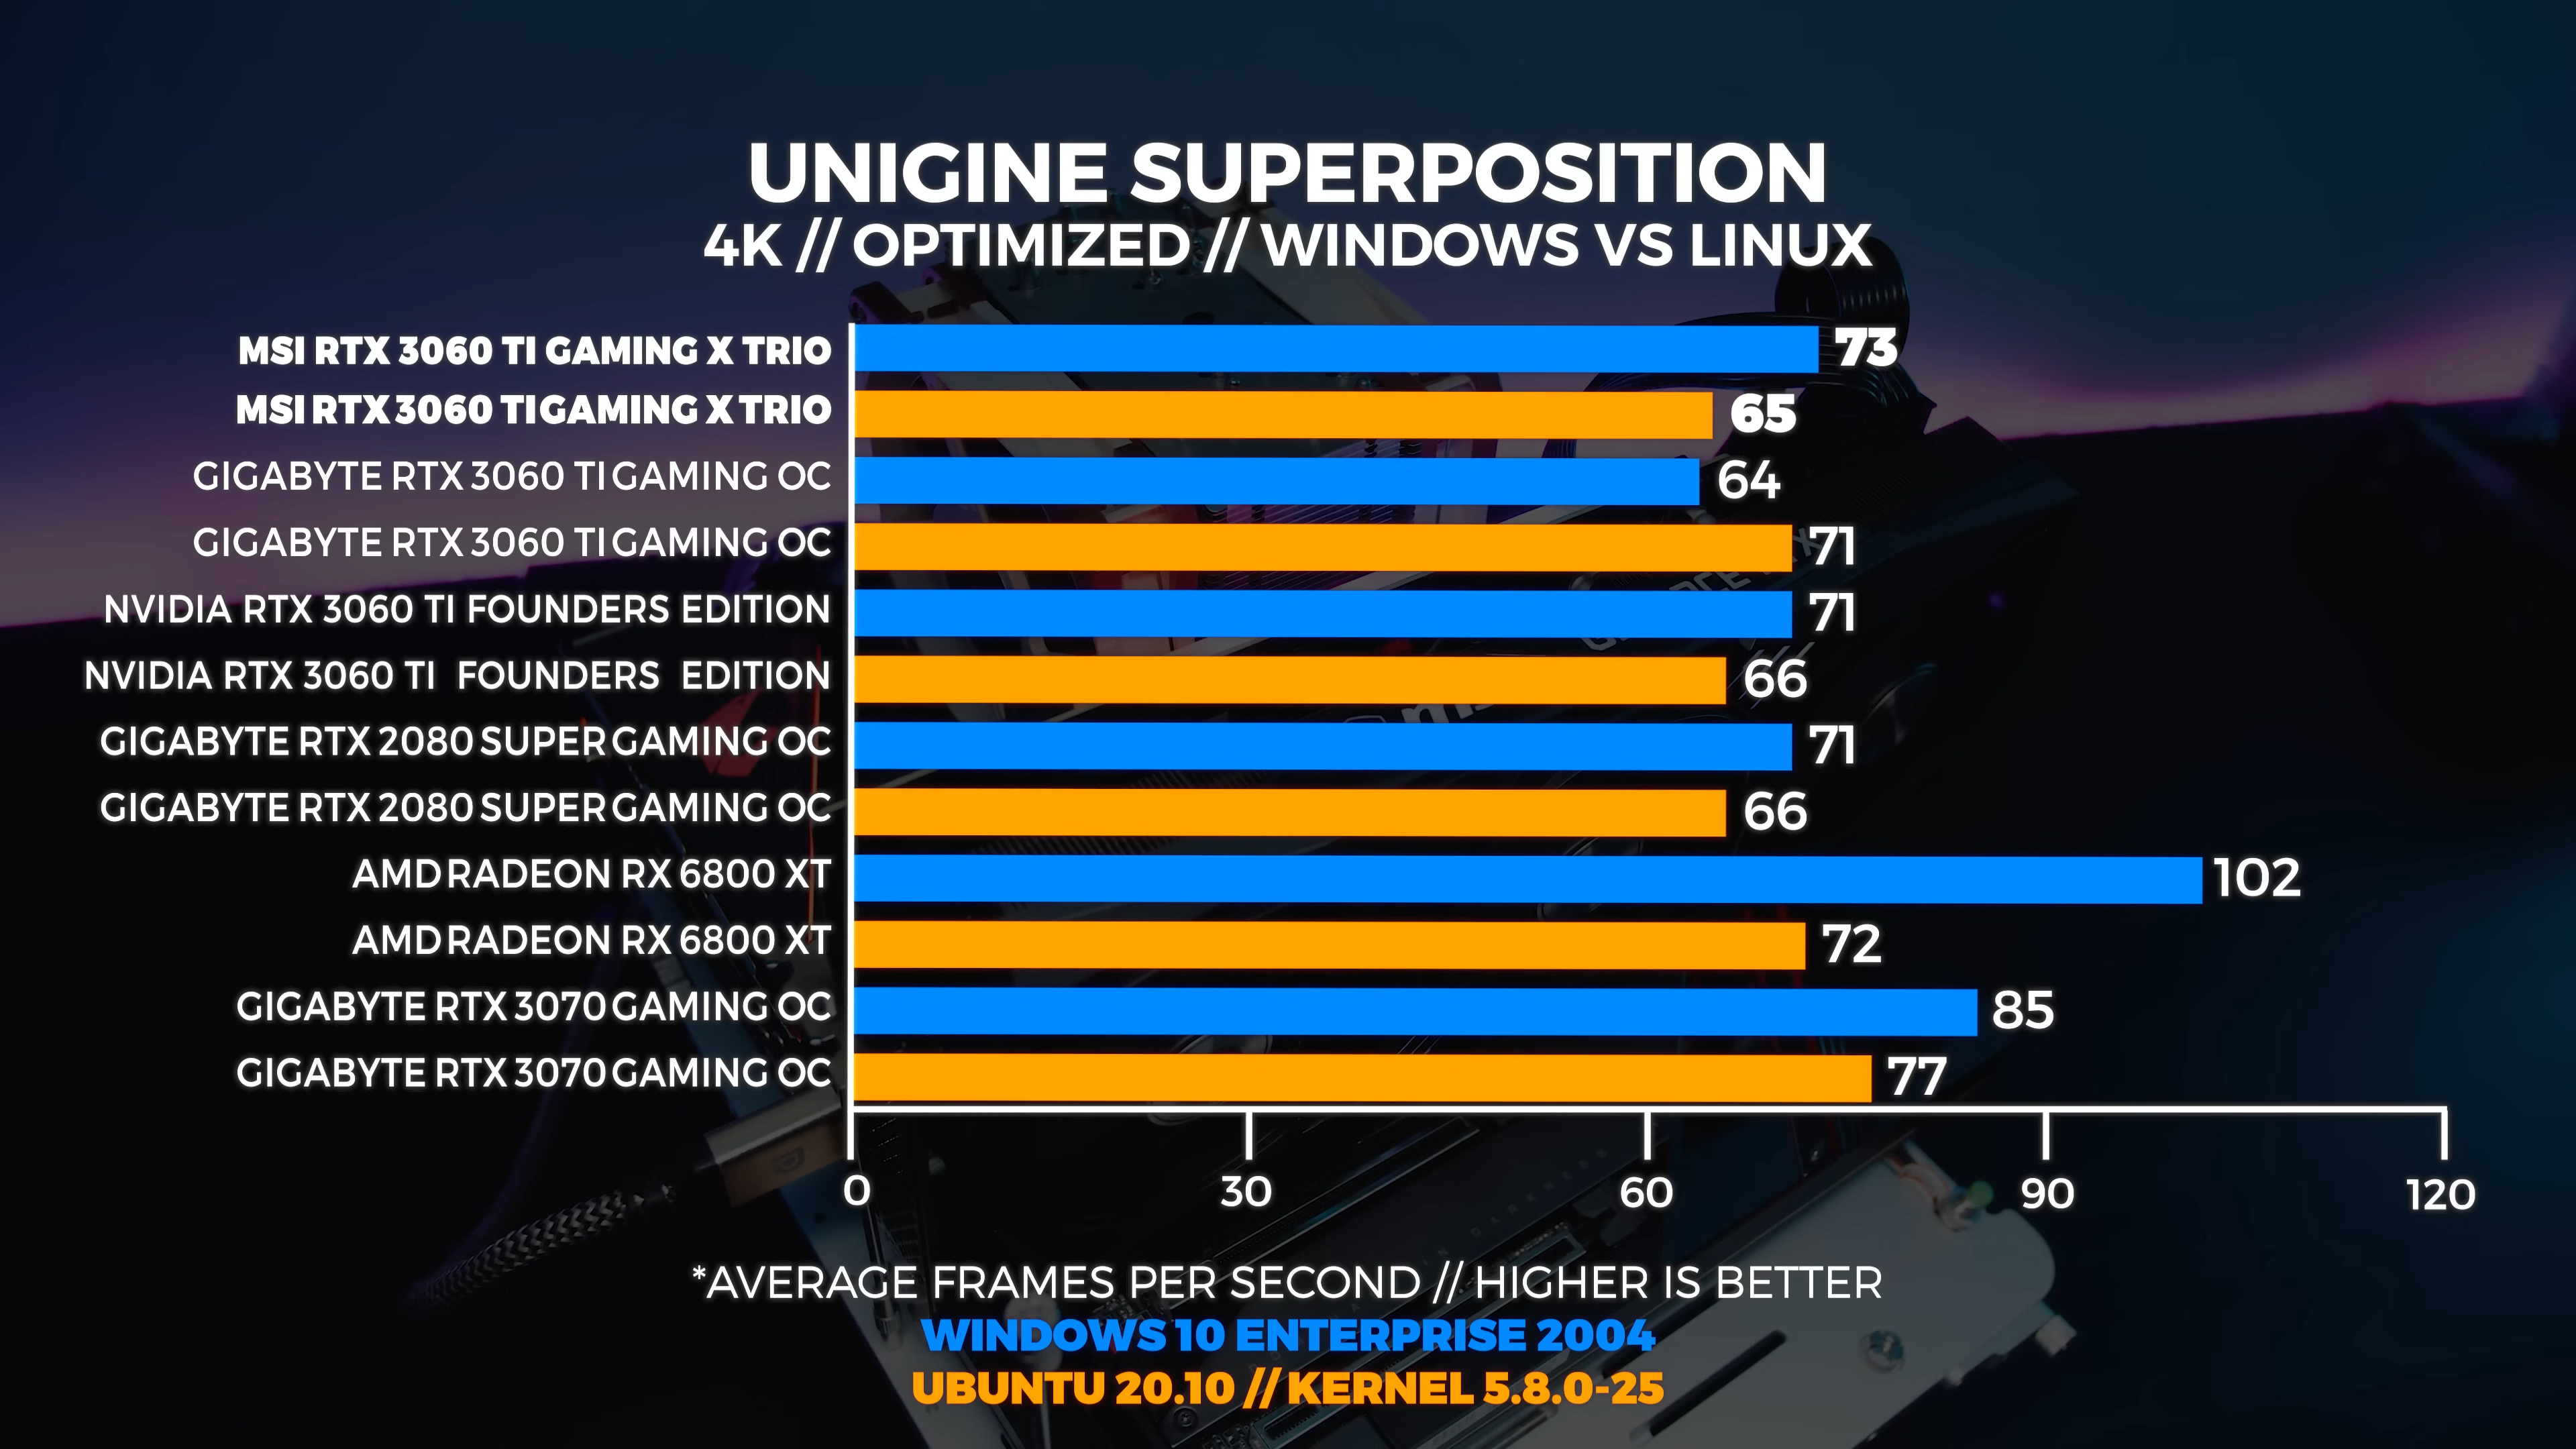 UNIGINE SUPERPOSITION
4K // OPTIMIZED // WINDOWS VS LINUX
MSI RTX 3060 TI GAMING X TRIO 73
MSI RTX 3060 TI GAMING X TRIO 65
GIGABYTE RTX 3060 TI GAMING OC 64
GIGABYTE RTX 3060 TI GAMING OC 71
NVIDIA RTX 3060 TI FOUNDERS EDITION 71
NVIDIA RTX 3060 TI FOUNDERS EDITION 66
GIGABYTE RTX 2080 SUPER GAMING OC 71
GIGABYTE RTX 2080 SUPER GAMING OC 66
AMD RADEON RX 6800 XT 102
AMD RADEON RX 6800 XT 72
GIGABYTE RTX 3070 GAMING OC 85
GIGABYTE RTX 3070 GAMING OC 77
0 30 60 90 120
*AVERAGE FRAMES PER SECOND // HIGHER IS BETTER
WINDOWS 10 ENTERPRISE 2004
UBUNTU 20.10 // KERNEL 5.8.0-25